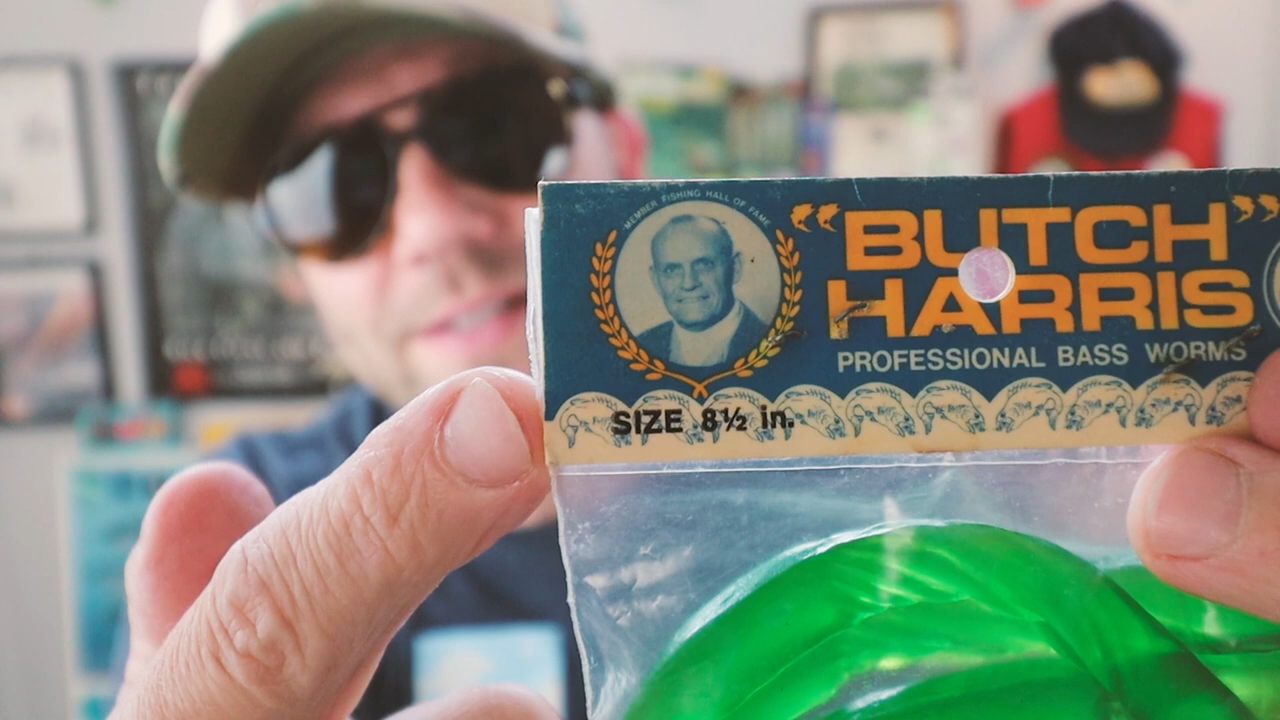 MEMBER FISHING HALL OF FAME
"BUTCH"
HARRIS
PROFESSIONAL BASS WORMS
SIZE 8½ in.